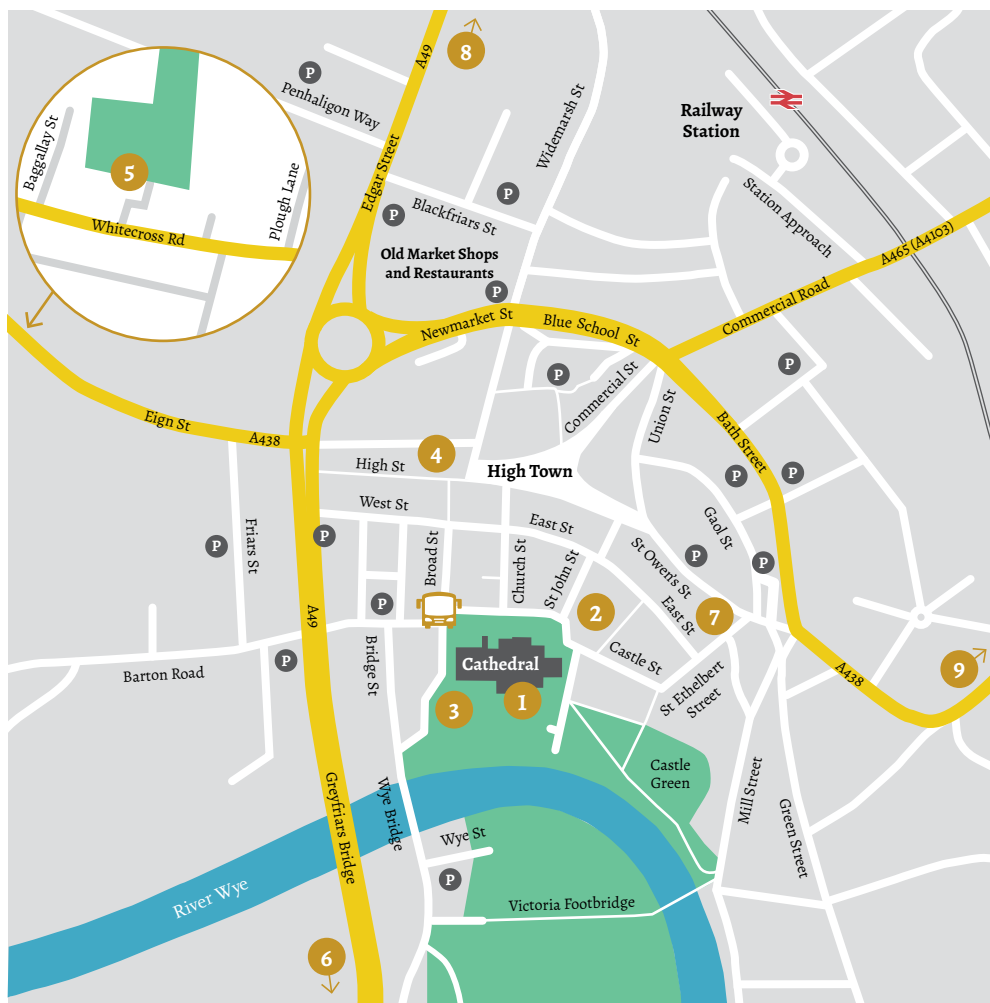 8
A49
P
Penhaligon Way
Widemarsh St
Railway
Station
Baggallay St
5
Plough Lane
Whitecross Rd
Edgar Street
P
P
Blackfriars St
Station Approach
Old Market Shops
and Restaurants
A465 (A4103)
P
Commercial Road
Newmarket St
Blue School St
P
P
Commercial St
Union St
Bath Street
Eign St
A438
4
High St
High Town
P
P
West St
East St
Gaol St
P
Friars St
P
Broad St
Church St
St John St
St Owen's St
P
P
A49
P
2
East St
7
Castle St
Barton Road
P
Bridge St
Cathedral
St Ethelbert
Street
A438
9
3
1
Castle
Green
Mill Street
Green Street
Greyfriars Bridge
Wye Bridge
Wye St
P
River Wye
Victoria Footbridge
6